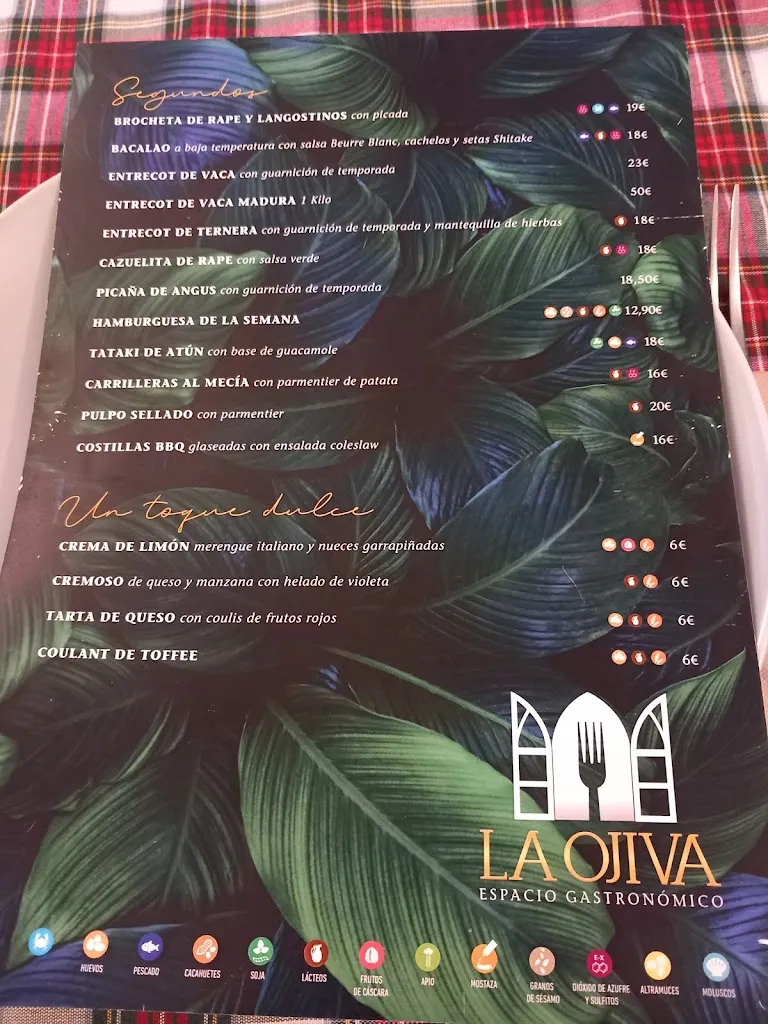 Segundos
BROCHETA DE RAPE Y LANGOSTINOS con picada 19€
BACALAO a baja temperatura con salsa Beurre Blanc, cachelos y setas Shitake 18€
ENTRECOT DE VACA con guarnición de temporada 23€
ENTRECOT DE VACA MADURA 1 Kilo 50€
ENTRECOT DE TERNERA con guarnición de temporada y mantequilla de hierbas 18€
CAZUELITA DE RAPE con salsa verde 18€
PICAÑA DE ANGUS con guarnición de temporada 18,50€
HAMBURGUESA DE LA SEMANA 12,90€
TATAKI DE ATÚN con base de guacamole 18€
CARRILLERAS AL MECÍA con parmentier de patata 16€
PULPO SELLADO con parmentier 20€
COSTILLAS BBQ glaseadas con ensalada coleslaw 16€
Un toque dulce
CREMA DE LIMÓN merengue italiano y nueces garrapiñadas 6€
CREMOSO de queso y manzana con helado de violeta 6€
TARTA DE QUESO con coulis de frutos rojos 6€
COULANT DE TOFFEE 6€
LA OJIVA
ESPACIO GASTRONÓMICO
E-X
HUEVOS PESCADO CACAHUETES SOJA LÁCTEOS FRUTOS APIO MOSTAZA GRANOS DIÓXIDO DE AZUFRE ALTRAMUCES MOLUSCOS
DE CÁSCARA DE SÉSAMO Y SULFITOS